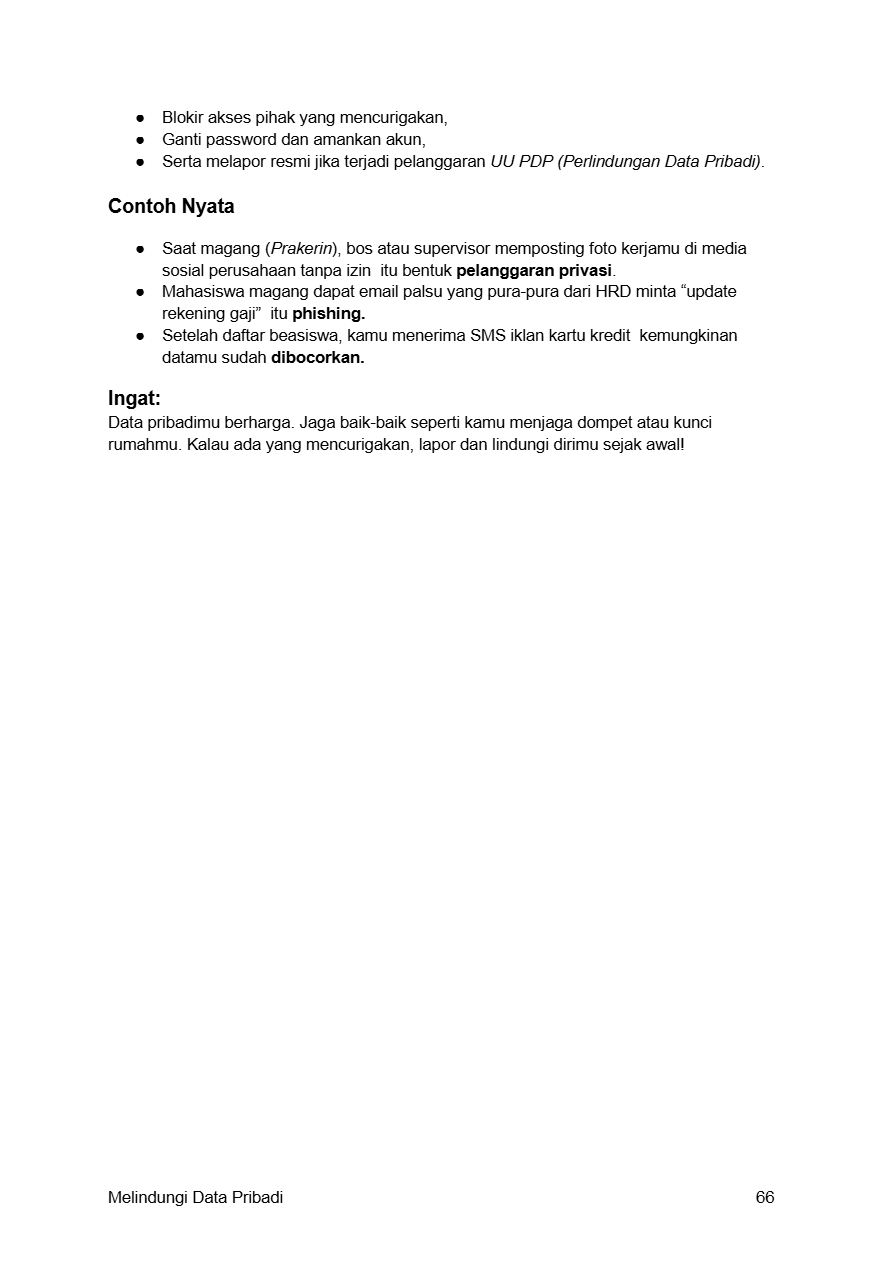 ● Blokir akses pihak yang mencurigakan,
● Ganti password dan amankan akun,
● Serta melapor resmi jika terjadi pelanggaran UU PDP (Perlindungan Data Pribadi).
Contoh Nyata
● Saat magang (Prakerin), bos atau supervisor memposting foto kerjamu di media
sosial perusahaan tanpa izin  itu bentuk pelanggaran privasi.
● Mahasiswa magang dapat email palsu yang pura-pura dari HRD minta “update
rekening gaji”  itu phishing.
● Setelah daftar beasiswa, kamu menerima SMS iklan kartu kredit  kemungkinan
datamu sudah dibocorkan.
Ingat:
Data pribadimu berharga. Jaga baik-baik seperti kamu menjaga dompet atau kunci
rumahmu. Kalau ada yang mencurigakan, lapor dan lindungi dirimu sejak awal!
Melindungi Data Pribadi 66